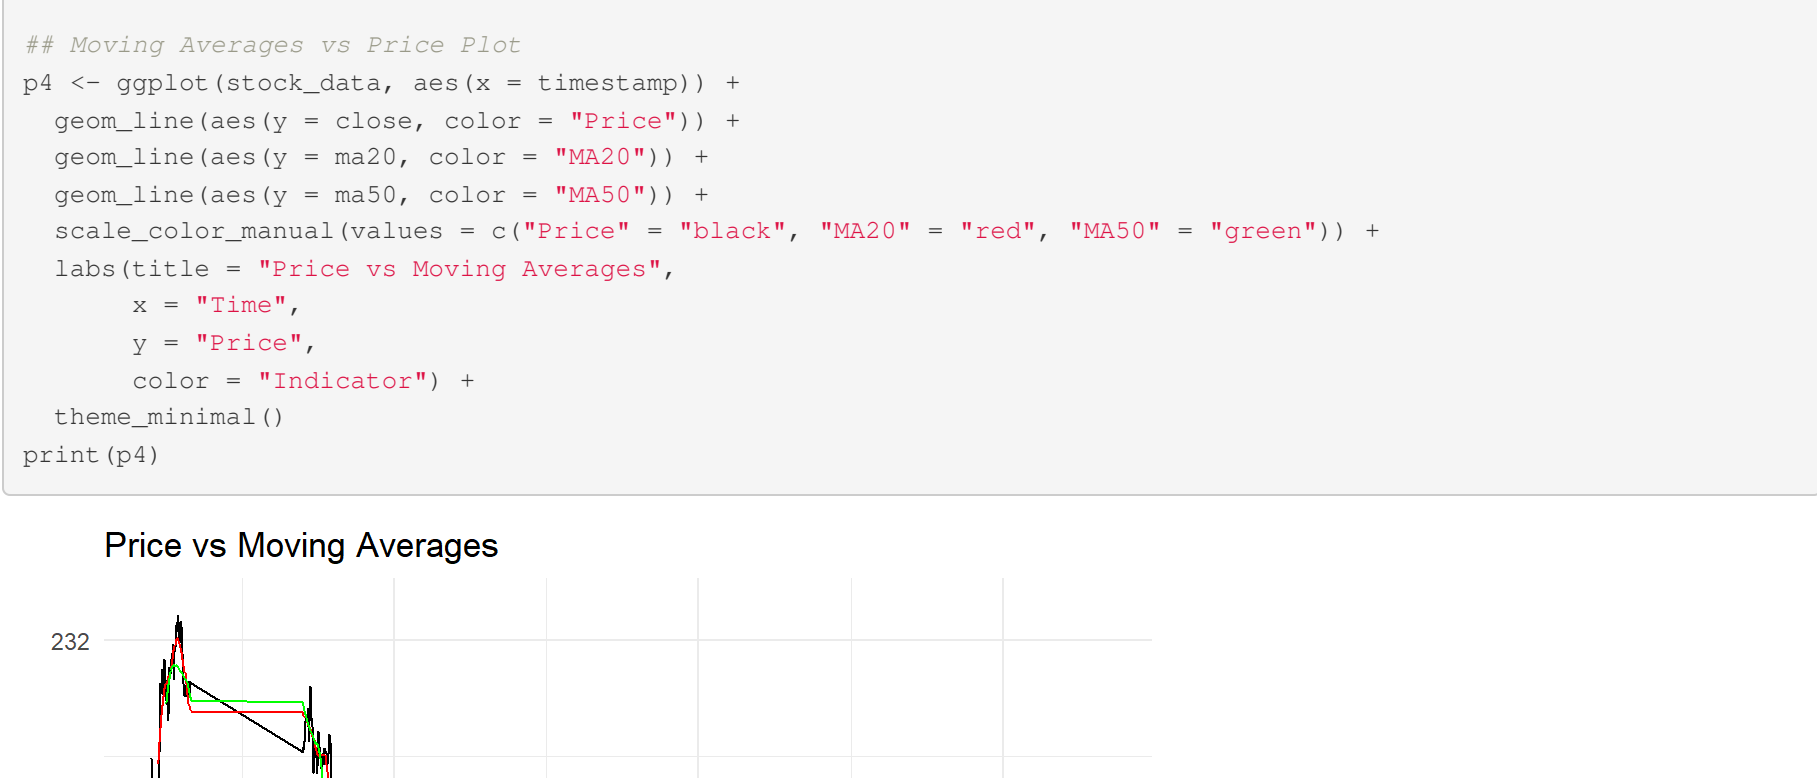 ## Moving Averages vs Price Plot
p4 <- ggplot(stock_data, aes(x = timestamp)) +
  geom_line(aes(y = close, color = "Price")) +
  geom_line(aes(y = ma20, color = "MA20")) +
  geom_line(aes(y = ma50, color = "MA50")) +
  scale_color_manual(values = c("Price" = "black", "MA20" = "red", "MA50" = "green")) +
  labs(title = "Price vs Moving Averages",
       x = "Time",
       y = "Price",
       color = "Indicator") +
  theme_minimal()
print(p4)
Price vs Moving Averages
232